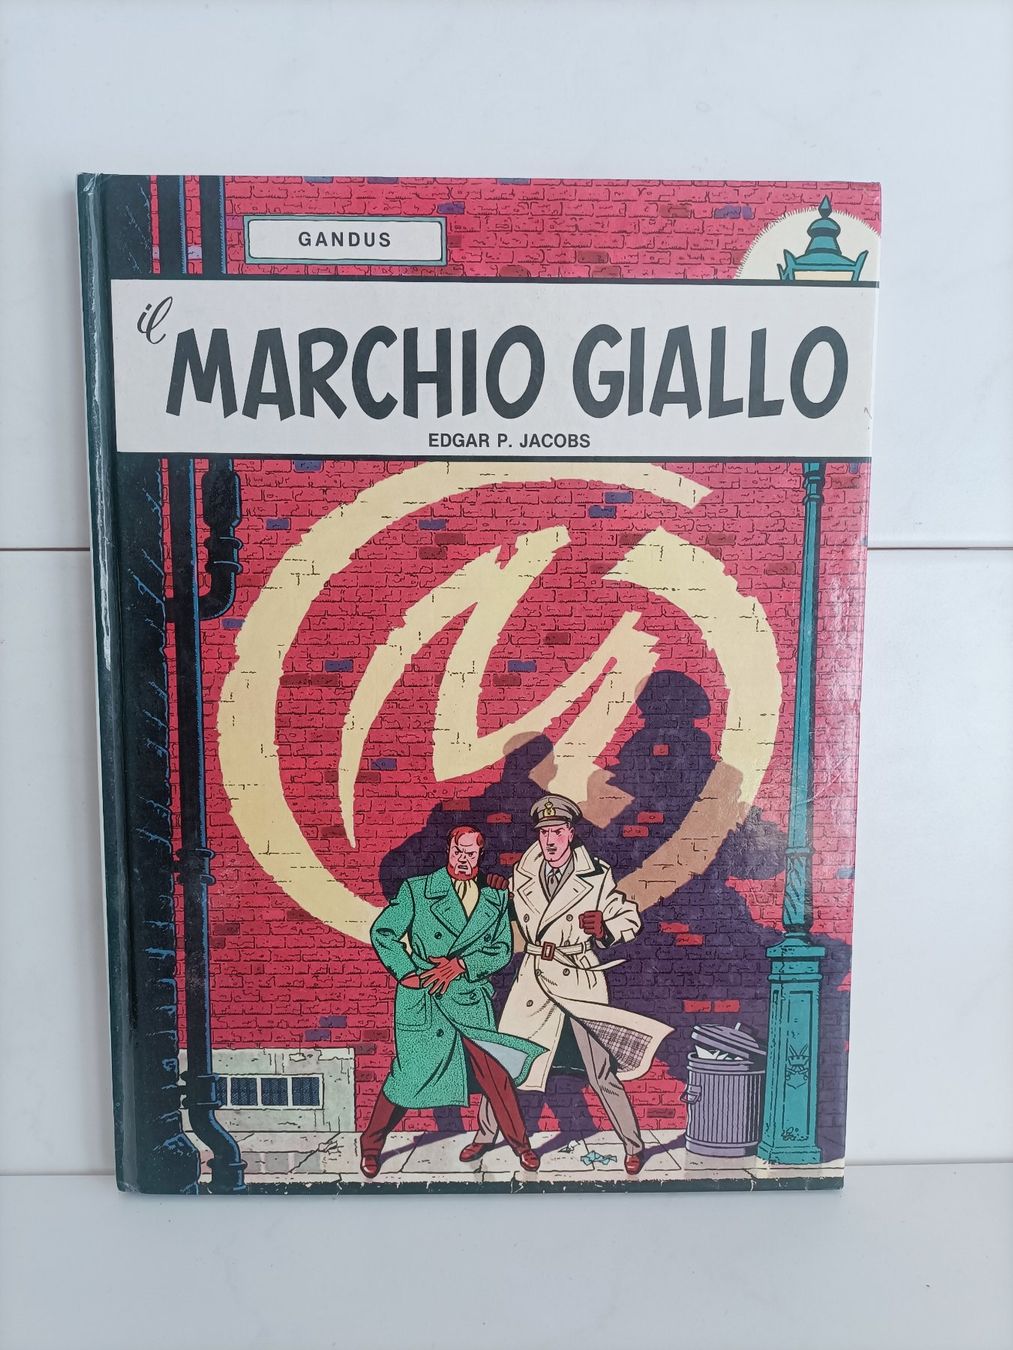 GANDUS
il
MARCHIO GIALLO
EDGAR P. JACOBS